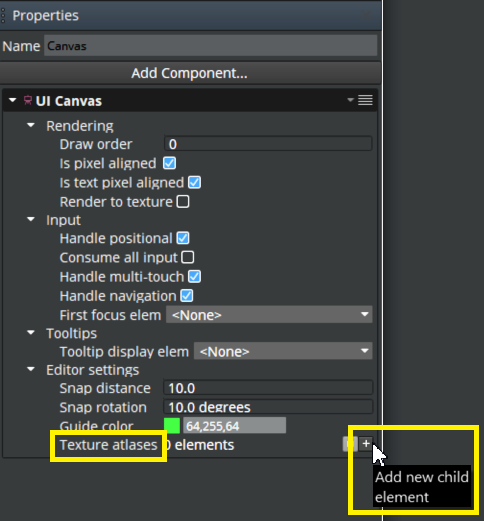 Properties
Name Canvas
Add Component...
UI Canvas
Rendering
Draw order 0
Is pixel aligned
Is text pixel aligned
Render to texture
Input
Handle positional
Consume all input
Handle multi-touch
Handle navigation
First focus elem <None>
Tooltips
Tooltip display elem <None>
Editor settings
Snap distance 10.0
Snap rotation 10.0 degrees
Guide color 64,255,64
Texture atlases 0 elements +
Add new child
element